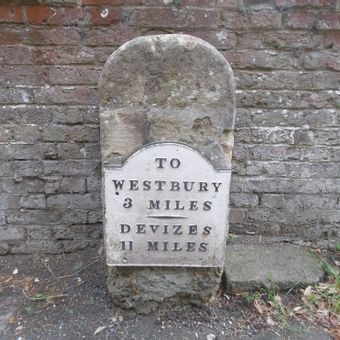 TO
WESTBURY
3 MILES
DEVIZES
11 MILES